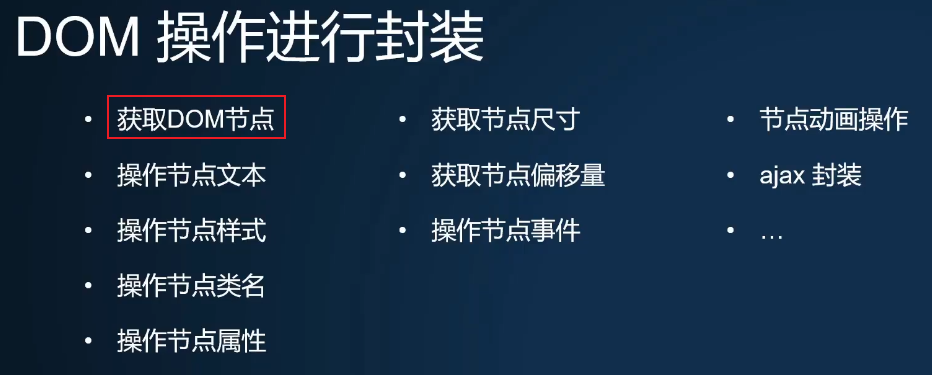 DOM 操作进行封装
• 获取DOM节点
• 操作节点文本
• 操作节点样式
• 操作节点类名
• 操作节点属性
• 获取节点尺寸
• 获取节点偏移量
• 操作节点事件
• 节点动画操作
• ajax 封装
• …